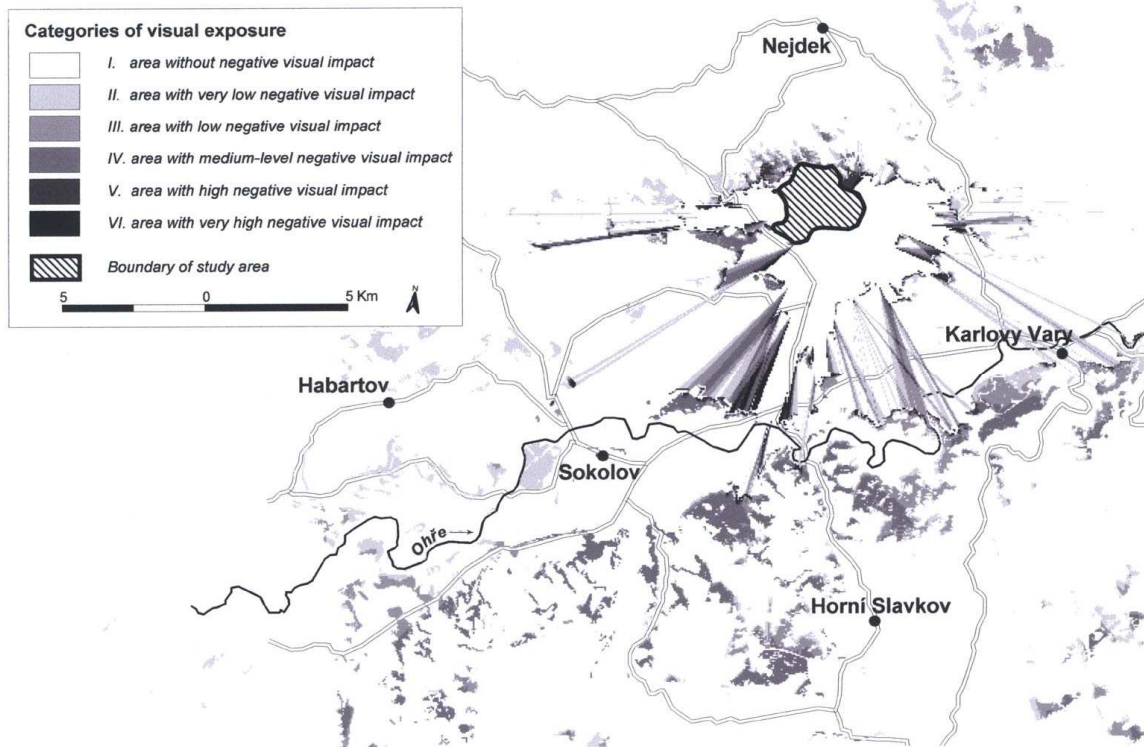 Categories of visual exposure
I. area without negative visual impact
II. area with very low negative visual impact
III. area with low negative visual impact
IV. area with medium-level negative visual impact
V. area with high negative visual impact
VI. area with very high negative visual impact
Boundary of study area
5 0 5 Km
N
Nejdek
Karlovy Vary
Habartov
Sokolov
Ohře →
Horní Slavkov